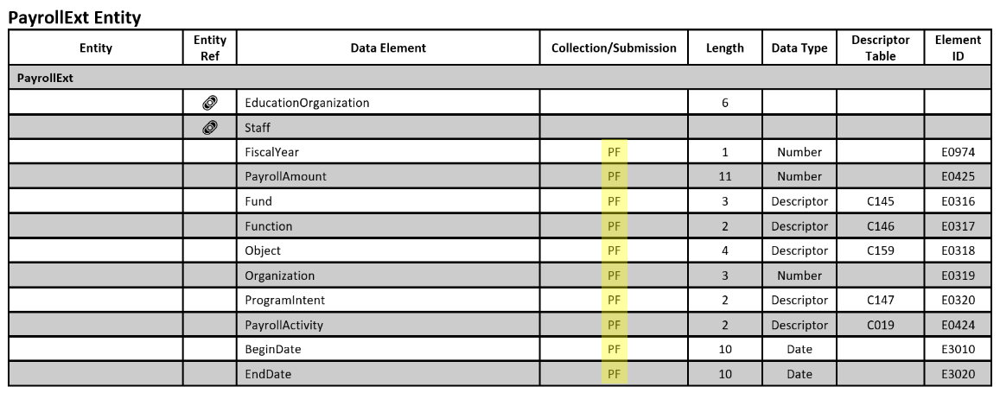 PayrollExt Entity
Entity Entity Ref Data Element Collection/Submission Length Data Type Descriptor Table Element ID
PayrollExt
EducationOrganization 6
Staff
FiscalYear PF 1 Number E0974
PayrollAmount PF 11 Number E0425
Fund PF 3 Descriptor C145 E0316
Function PF 2 Descriptor C146 E0317
Object PF 4 Descriptor C159 E0318
Organization PF 3 Number E0319
ProgramIntent PF 2 Descriptor C147 E0320
PayrollActivity PF 2 Descriptor C019 E0424
BeginDate PF 10 Date E3010
EndDate PF 10 Date E3020